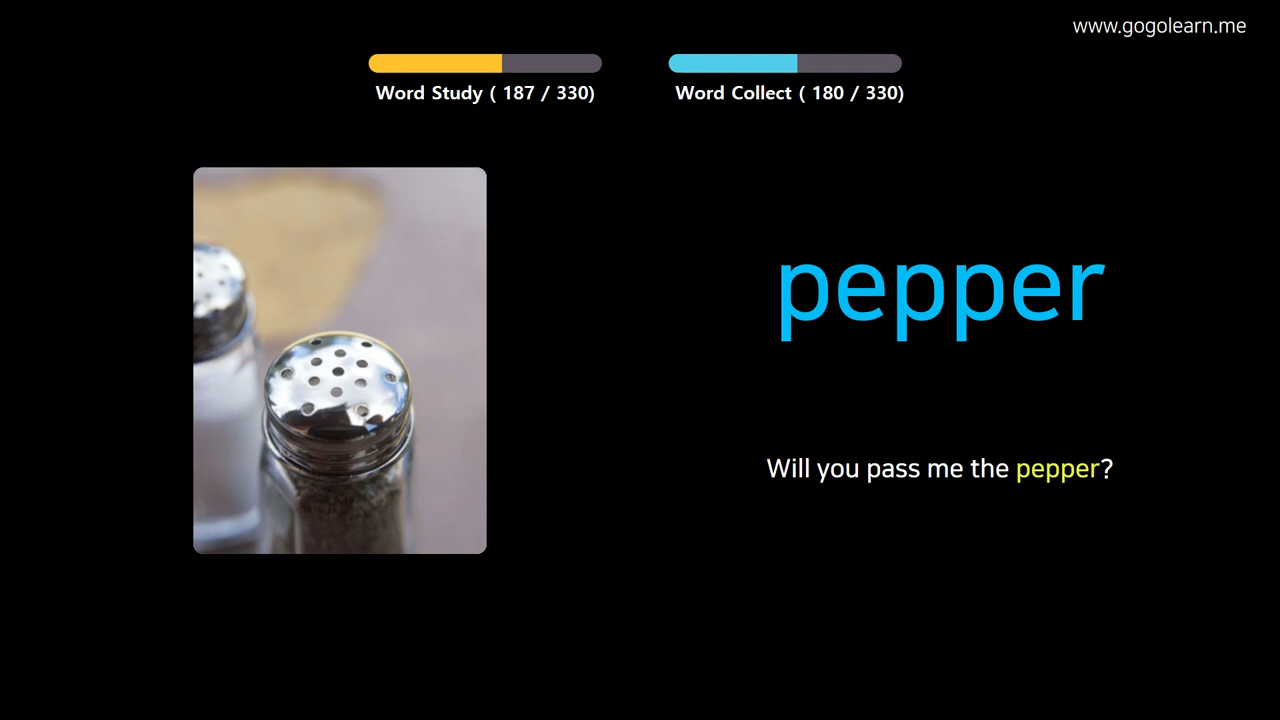 www.gogolearn.me
Word Study ( 187 / 330)
Word Collect ( 180 / 330)
pepper
Will you pass me the pepper?